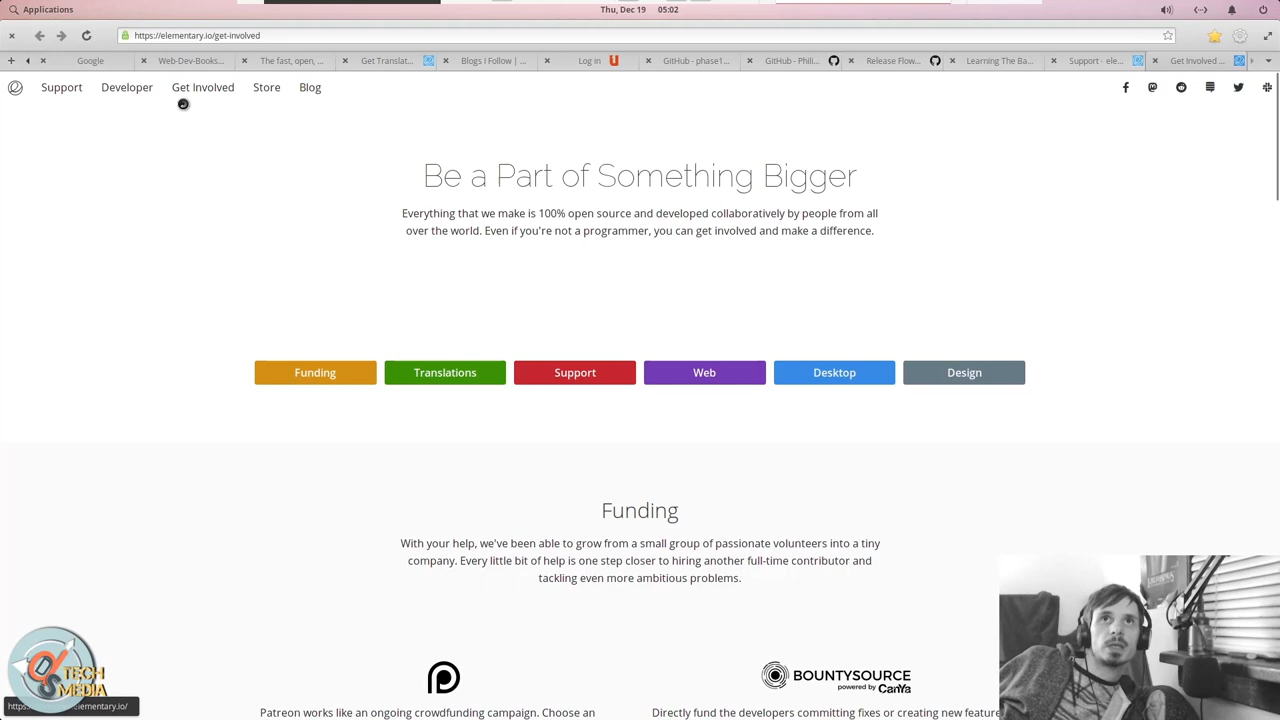 Applications
Thu, Dec 19 05:02
https://elementary.io/get-involved
Google
Web-Dev-Books...
The fast, open, ...
Get Translat...
Blogs I Follow | ...
Log in
GitHub - phase1...
GitHub - Phili...
Release Flow...
Learning The Ba...
Support · ele...
Get Involved ...
Support
Developer
Get Involved
Store
Blog
Be a Part of Something Bigger
Everything that we make is 100% open source and developed collaboratively by people from all
over the world. Even if you're not a programmer, you can get involved and make a difference.
Funding
Translations
Support
Web
Desktop
Design
Funding
With your help, we've been able to grow from a small group of passionate volunteers into a tiny
company. Every little bit of help is one step closer to hiring another full-time contributor and
tackling even more ambitious problems.
BOUNTYSOURCE
powered by CanYa
Patreon works like an ongoing crowdfunding campaign. Choose an
Directly fund the developers committing fixes or creating new feature
TECH
MEDIA
elementary.io/